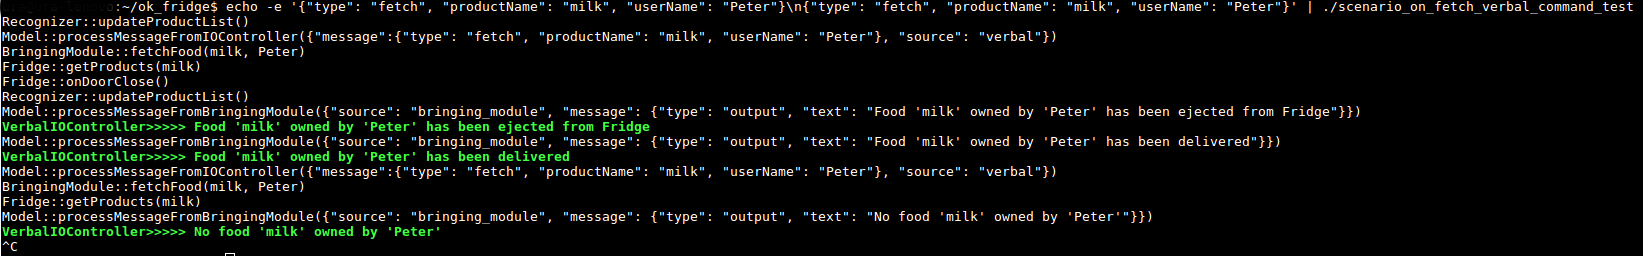 :~/ok_fridge$ echo -e '{"type": "fetch", "productName": "milk", "userName": "Peter"}\n{"type": "fetch", "productName": "milk", "userName": "Peter"}' | ./scenario_on_fetch_verbal_command_test
Recognizer::updateProductList()
Model::processMessageFromIOController({"message":{"type": "fetch", "productName": "milk", "userName": "Peter"}, "source": "verbal"})
BringingModule::fetchFood(milk, Peter)
Fridge::getProducts(milk)
Fridge::onDoorClose()
Recognizer::updateProductList()
Model::processMessageFromBringingModule({"source": "bringing_module", "message": {"type": "output", "text": "Food 'milk' owned by 'Peter' has been ejected from Fridge"}})
VerbalIOController>>>>> Food 'milk' owned by 'Peter' has been ejected from Fridge
Model::processMessageFromBringingModule({"source": "bringing_module", "message": {"type": "output", "text": "Food 'milk' owned by 'Peter' has been delivered"}})
VerbalIOController>>>>> Food 'milk' owned by 'Peter' has been delivered
Model::processMessageFromIOController({"message":{"type": "fetch", "productName": "milk", "userName": "Peter"}, "source": "verbal"})
BringingModule::fetchFood(milk, Peter)
Fridge::getProducts(milk)
Model::processMessageFromBringingModule({"source": "bringing_module", "message": {"type": "output", "text": "No food 'milk' owned by 'Peter'"}})
VerbalIOController>>>>> No food 'milk' owned by 'Peter'
^C